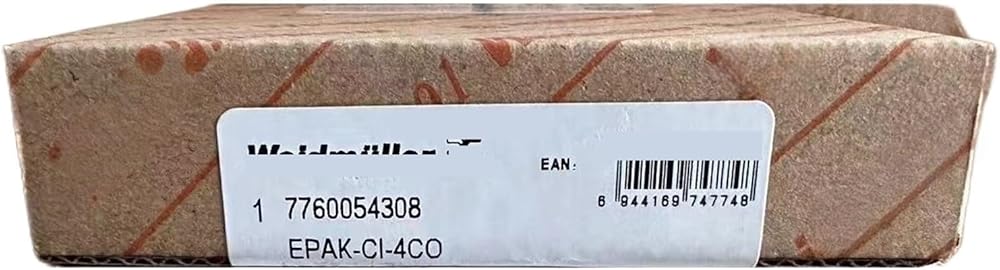 Weidmüller
EAN:
6 944169 747748
1 7760054308
EPAK-CI-4CO